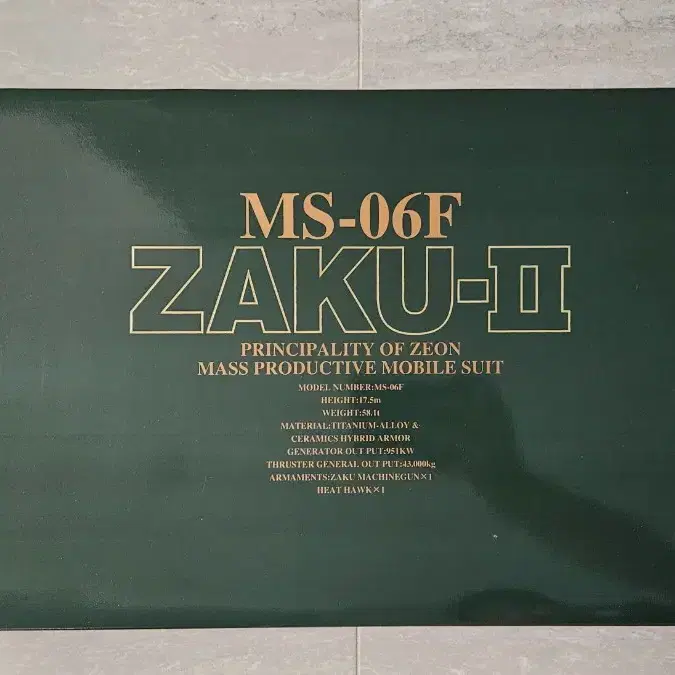 MS-06F
ZAKU-II
PRINCIPALITY OF ZEON
MASS PRODUCTIVE MOBILE SUIT
MODEL NUMBER:MS-06F
HEIGHT:17.5m
WEIGHT:58.1t
MATERIAL:TITANIUM-ALLOY &
CERAMICS HYBRID ARMOR
GENERATOR OUT PUT:951KW
THRUSTER GENERAL OUT PUT:43.000kg
ARMAMENTS:ZAKU MACHINEGUN×1
HEAT HAWK×1